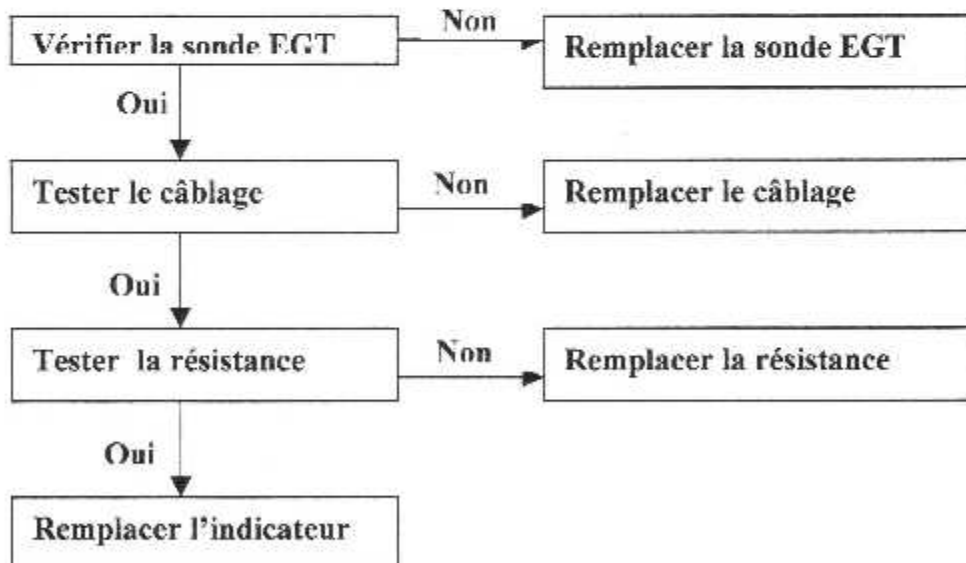 Vérifier la sonde EGT
Non
Remplacer la sonde EGT
Oui
Tester le câblage
Non
Remplacer le câblage
Oui
Tester la résistance
Non
Remplacer la résistance
Oui
Remplacer l'indicateur